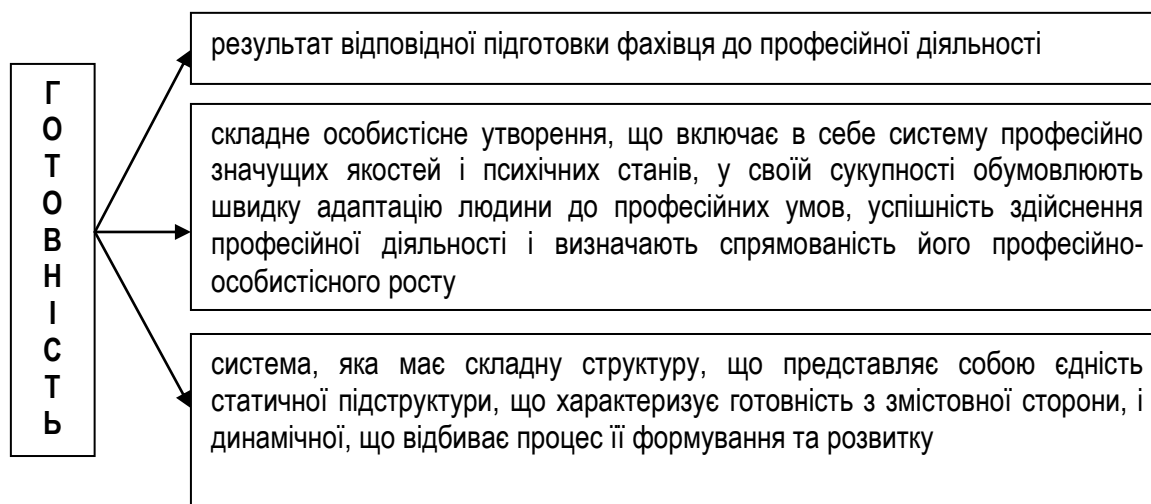 ГОТОВНІСТЬ
результат відповідної підготовки фахівця до професійної діяльності
складне особистісне утворення, що включає в себе систему професійно
значущих якостей і психічних станів, у своїй сукупності обумовлюють
швидку адаптацію людини до професійних умов, успішність здійснення
професійної діяльності і визначають спрямованість його професійно-
особистісного росту
система, яка має складну структуру, що представляє собою єдність
статичної підструктури, що характеризує готовність з змістовної сторони, і
динамічної, що відбиває процес її формування та розвитку